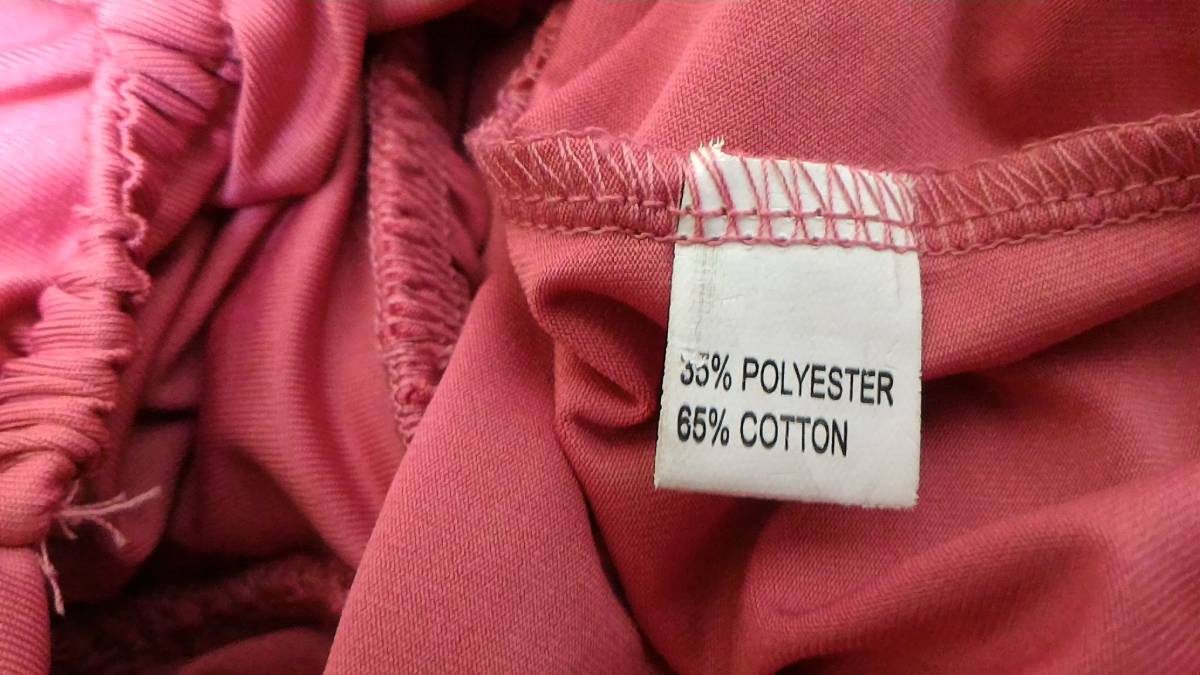 35% POLYESTER
65% COTTON